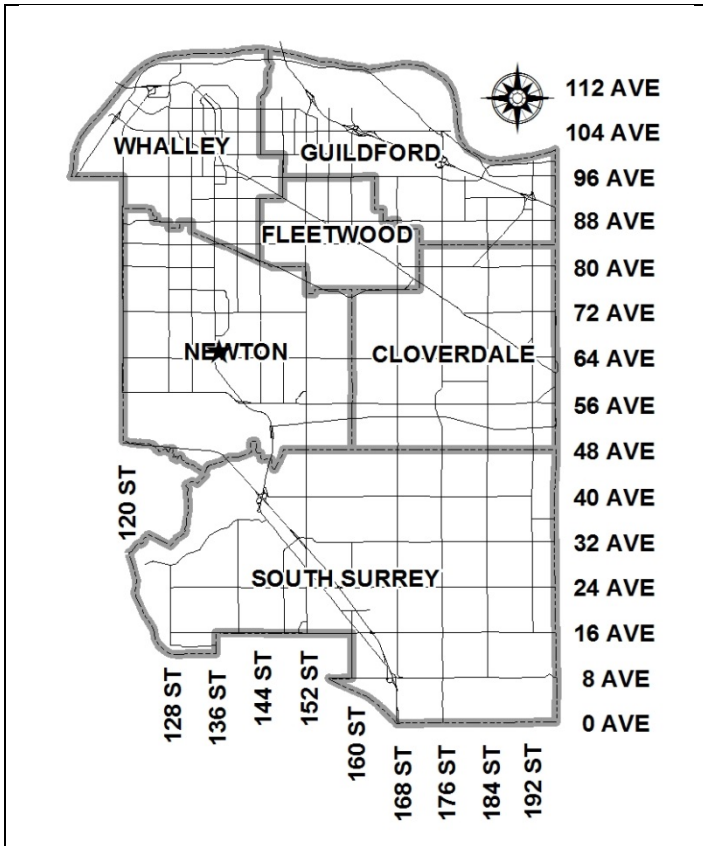 112 AVE
104 AVE
WHALLEY
GUILDFORD
96 AVE
88 AVE
FLEETWOOD
80 AVE
72 AVE
NEWTON
CLOVERDALE
64 AVE
56 AVE
48 AVE
120 ST
40 AVE
32 AVE
SOUTH SURREY
24 AVE
16 AVE
8 AVE
0 AVE
128 ST
136 ST
144 ST
152 ST
160 ST
168 ST
176 ST
184 ST
192 ST